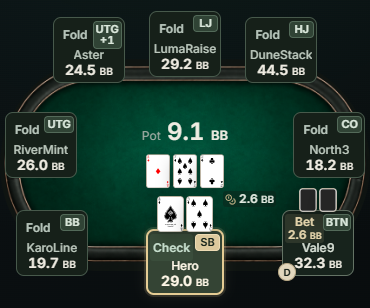 Fold UTG +1
Aster
24.5 BB
Fold LJ
LumaRaise
29.2 BB
Fold HJ
DuneStack
44.5 BB
Fold UTG
RiverMint
26.0 BB
Pot 9.1 BB
Fold CO
North3
18.2 BB
2.6 BB
Fold BB
KaroLine
19.7 BB
Check SB
Hero
29.0 BB
Bet BTN
2.6 BB
Vale9
32.3 BB
D